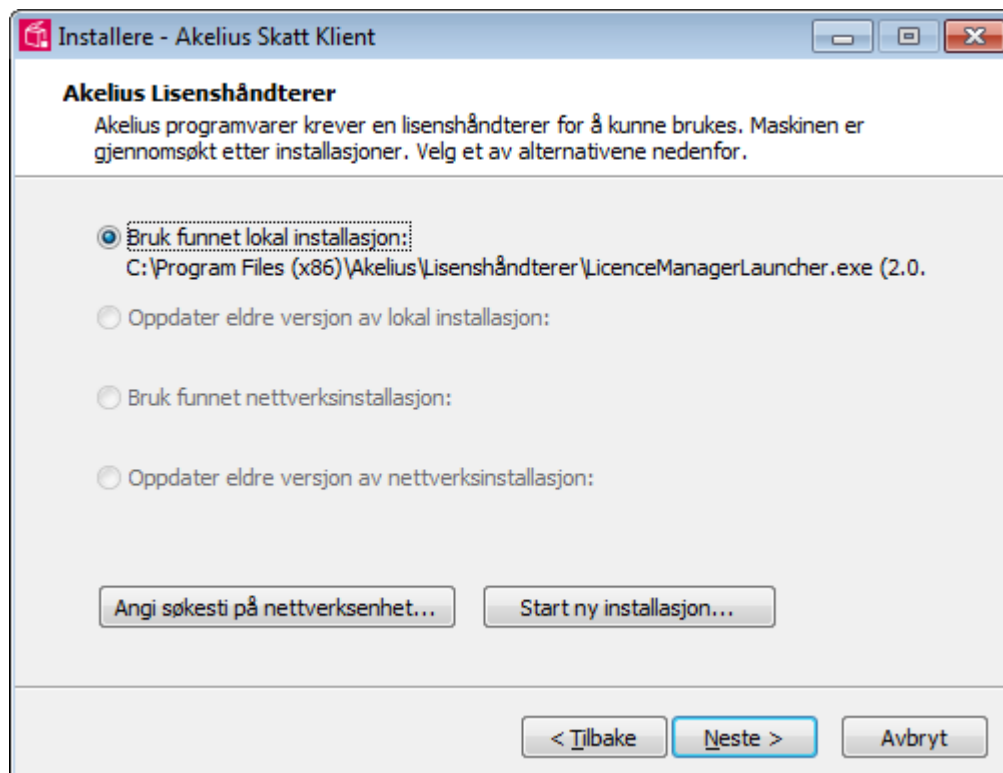 Installere - Akelius Skatt Klient
Akelius Lisenshåndterer
Akelius programvarer krever en lisenshåndterer for å kunne brukes. Maskinen er
gjennomsøkt etter installasjoner. Velg et av alternativene nedenfor.
Bruk funnet lokal installasjon:
C:\Program Files (x86)\Akelius\Lisenshåndterer\LicenceManagerLauncher.exe (2.0.
Oppdater eldre versjon av lokal installasjon:
Bruk funnet nettverksinstallasjon:
Oppdater eldre versjon av nettverksinstallasjon:
Angi søkesti på nettverksenhet... Start ny installasjon...
< Tilbake Neste > Avbryt